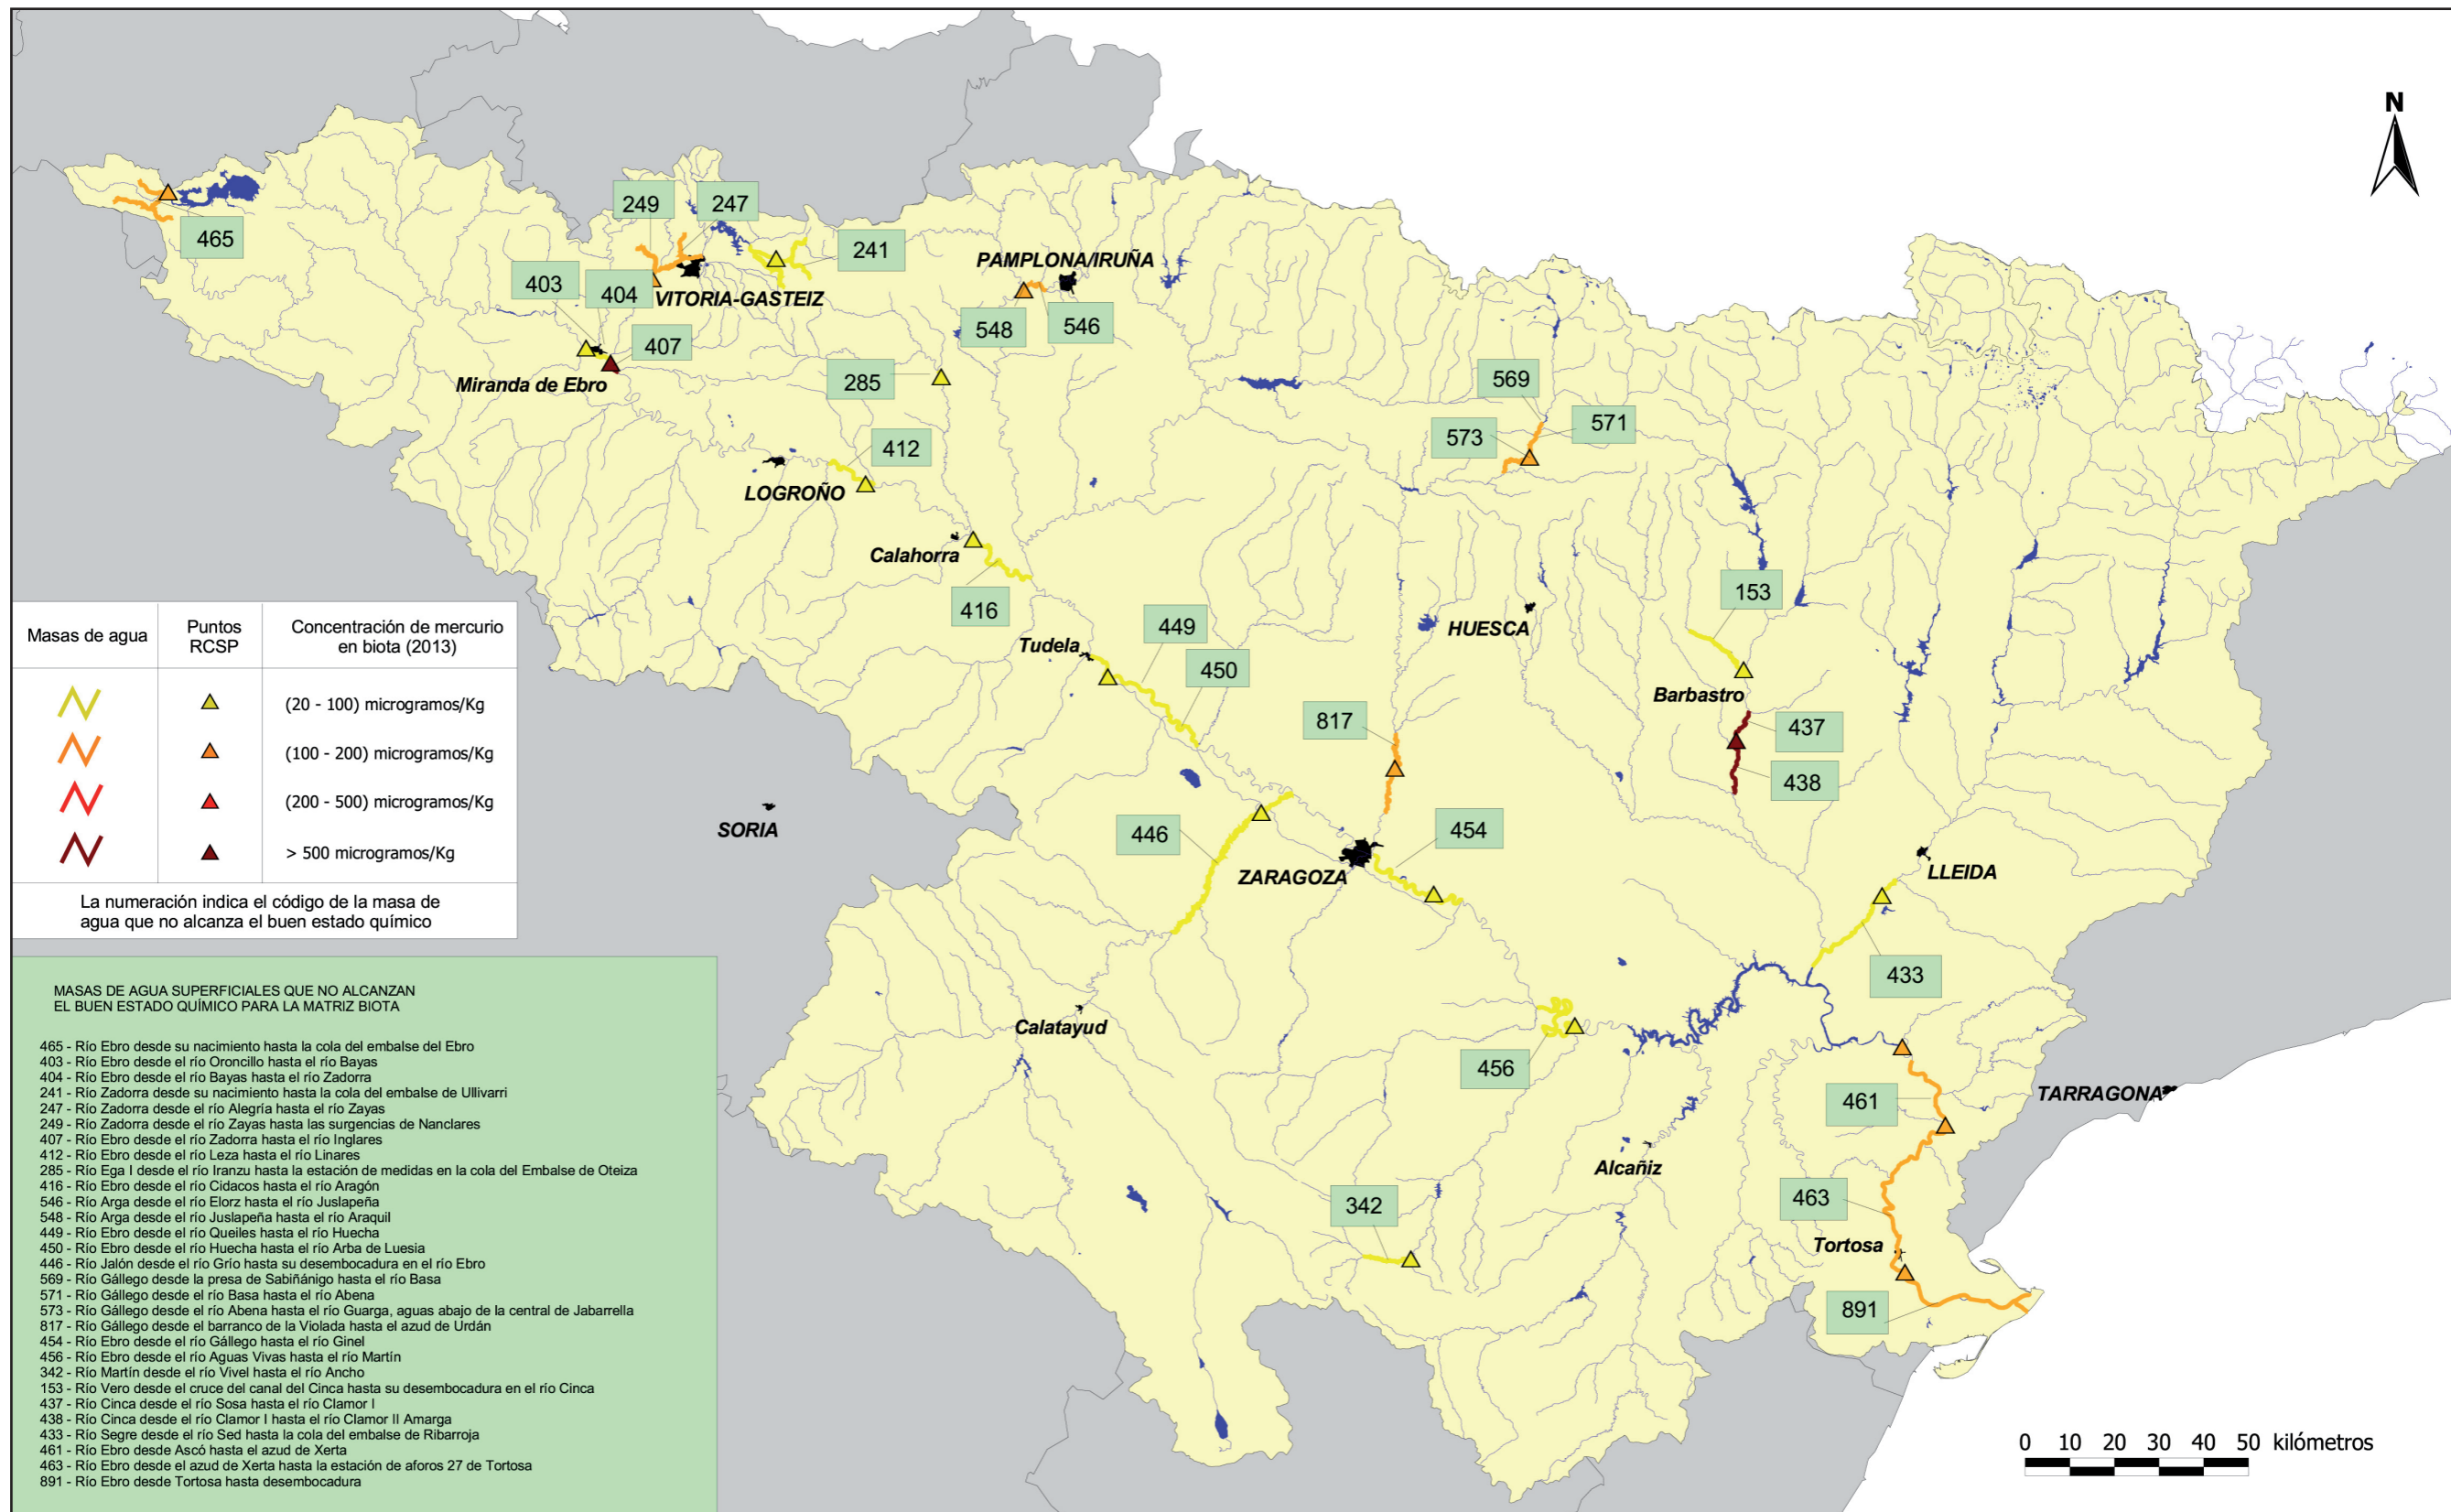 N
465
249
247
241
403
404
407
VITORIA-GASTEIZ
Miranda de Ebro
PAMPLONA/IRUÑA
548
546
285
412
LOGROÑO
Calahorra
416
569
571
573
Tudela
449
450
HUESCA
153
Barbastro
437
438
817
SORIA
446
ZARAGOZA
454
LLEIDA
433
Calatayud
456
461
TARRAGONA
Alcañiz
342
463
Tortosa
891
Masas de agua
Puntos
RCSP
Concentración de mercurio
en biota (2013)
(20 - 100) microgramos/Kg
(100 - 200) microgramos/Kg
(200 - 500) microgramos/Kg
> 500 microgramos/Kg
La numeración indica el código de la masa de
agua que no alcanza el buen estado químico
MASAS DE AGUA SUPERFICIALES QUE NO ALCANZAN
EL BUEN ESTADO QUÍMICO PARA LA MATRIZ BIOTA
465 - Río Ebro desde su nacimiento hasta la cola del embalse del Ebro
403 - Río Ebro desde el río Oroncillo hasta el río Bayas
404 - Río Ebro desde el río Bayas hasta el río Zadorra
241 - Río Zadorra desde su nacimiento hasta la cola del embalse de Ullivarri
247 - Río Zadorra desde el río Alegría hasta el río Zayas
249 - Río Zadorra desde el río Zayas hasta las surgencias de Nanclares
407 - Río Ebro desde el río Zadorra hasta el río Inglares
412 - Río Ebro desde el río Leza hasta el río Linares
285 - Río Ega I desde el río Iranzu hasta la estación de medidas en la cola del Embalse de Oteiza
416 - Río Ebro desde el río Cidacos hasta el río Aragón
546 - Río Arga desde el río Elorz hasta el río Juslapeña
548 - Río Arga desde el río Juslapeña hasta el río Araquil
449 - Río Ebro desde el río Queiles hasta el río Huecha
450 - Río Ebro desde el río Huecha hasta el río Arba de Luesia
446 - Río Jalón desde el río Grío hasta su desembocadura en el río Ebro
569 - Río Gállego desde la presa de Sabiñánigo hasta el río Basa
571 - Río Gállego desde el río Basa hasta el río Abena
573 - Río Gállego desde el río Abena hasta el río Guarga, aguas abajo de la central de Jabarrella
817 - Río Gállego desde el barranco de la Violada hasta el azud de Urdán
454 - Río Ebro desde el río Gállego hasta el río Ginel
456 - Río Ebro desde el río Aguas Vivas hasta el río Martín
342 - Río Martín desde el río Vivel hasta el río Ancho
153 - Río Vero desde el cruce del canal del Cinca hasta su desembocadura en el río Cinca
437 - Río Cinca desde el río Sosa hasta el río Clamor I
438 - Río Cinca desde el río Clamor I hasta el río Clamor II Amarga
433 - Río Segre desde el río Sed hasta la cola del embalse de Ribarroja
461 - Río Ebro desde Ascó hasta el azud de Xerta
463 - Río Ebro desde el azud de Xerta hasta la estación de aforos 27 de Tortosa
891 - Río Ebro desde Tortosa hasta desembocadura
0 10 20 30 40 50 kilómetros